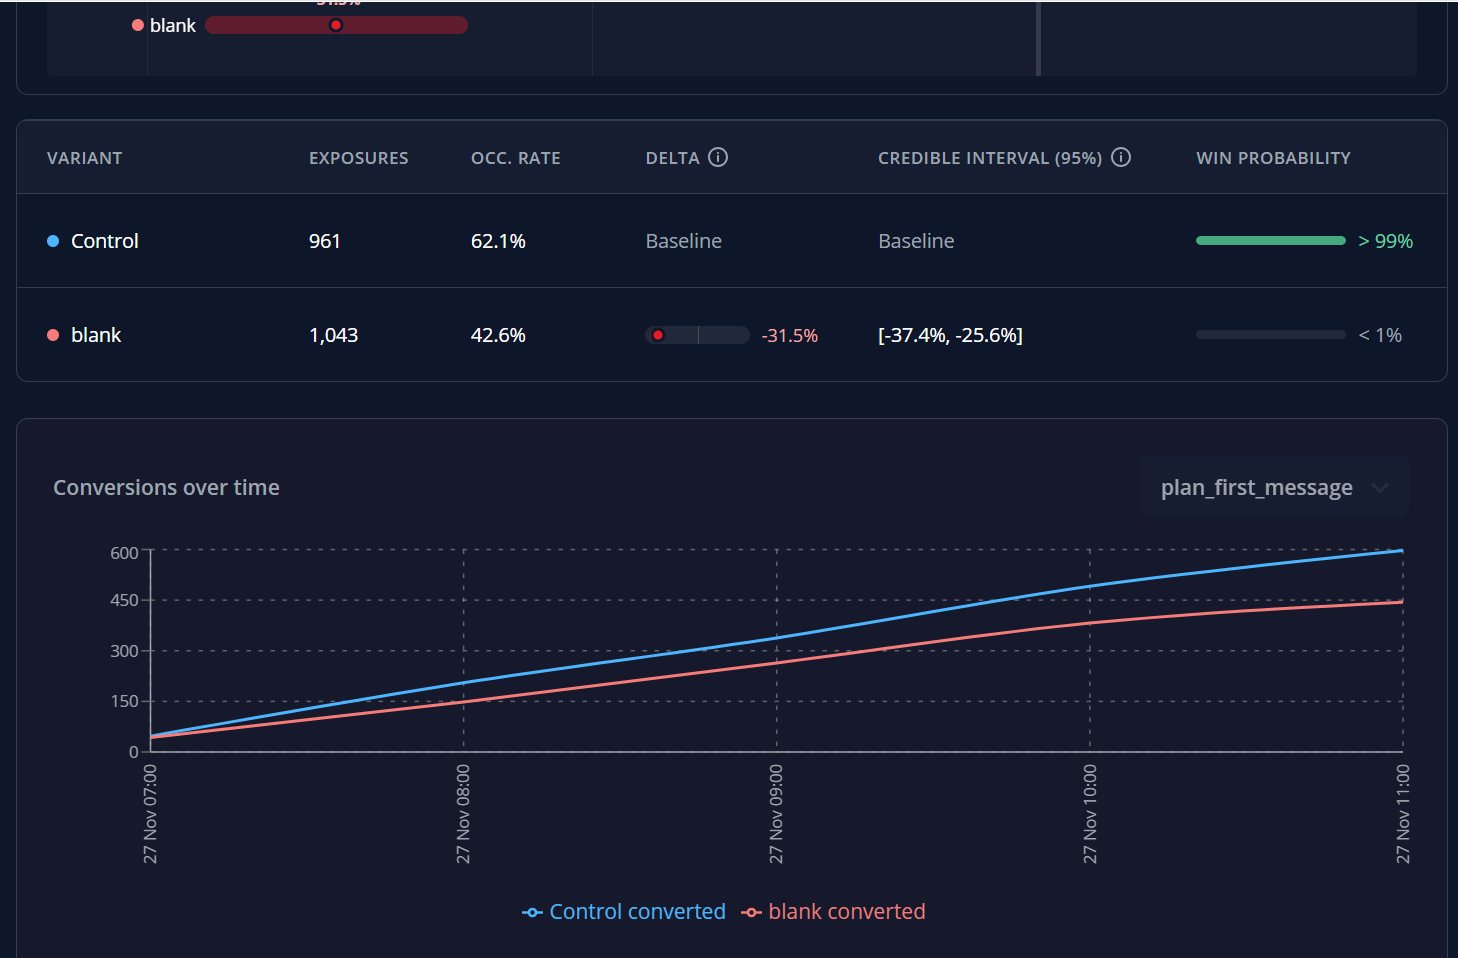 blank
VARIANT EXPOSURES OCC. RATE DELTA CREDIBLE INTERVAL (95%) WIN PROBABILITY
Control 961 62.1% Baseline Baseline > 99%
blank 1,043 42.6% -31.5% [-37.4%, -25.6%] < 1%
Conversions over time
plan_first_message
600
450
300
150
0
27 Nov 07:00
27 Nov 08:00
27 Nov 09:00
27 Nov 10:00
27 Nov 11:00
Control converted blank converted